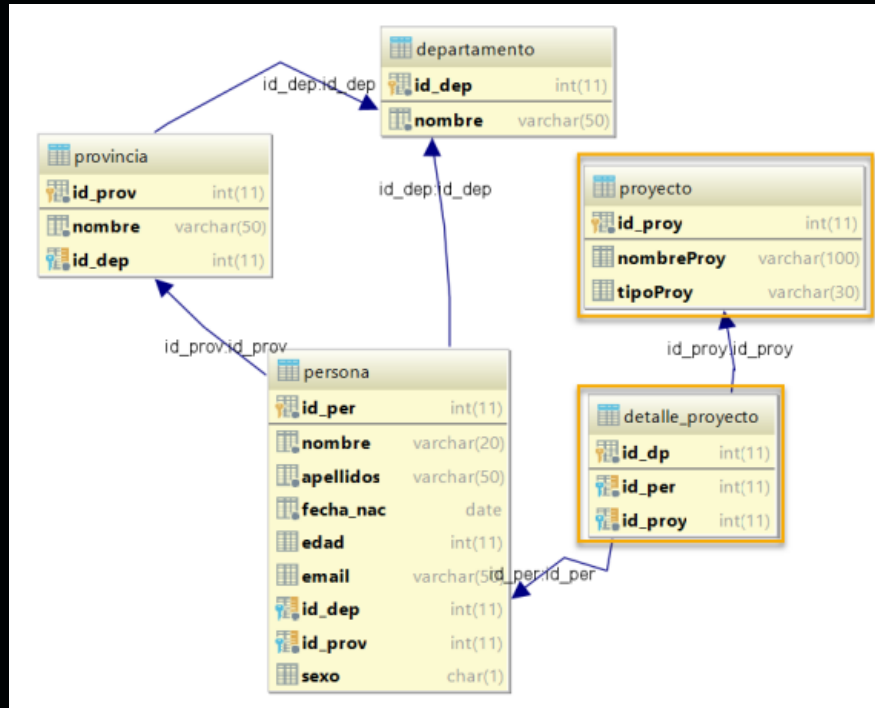 departamento
id_dep int(11)
nombre varchar(50)
id_dep:id_dep
provincia
id_prov int(11)
nombre varchar(50)
id_dep int(11)
id_dep:id_dep
proyecto
id_proy int(11)
nombreProy varchar(100)
tipoProy varchar(30)
id_prov:id_prov
id_proy:id_proy
persona
id_per int(11)
nombre varchar(20)
apellidos varchar(50)
fecha_nac date
edad int(11)
email varchar(50)
id_dep int(11)
id_prov int(11)
sexo char(1)
detalle_proyecto
id_dp int(11)
id_per int(11)
id_proy int(11)
id_per:id_per